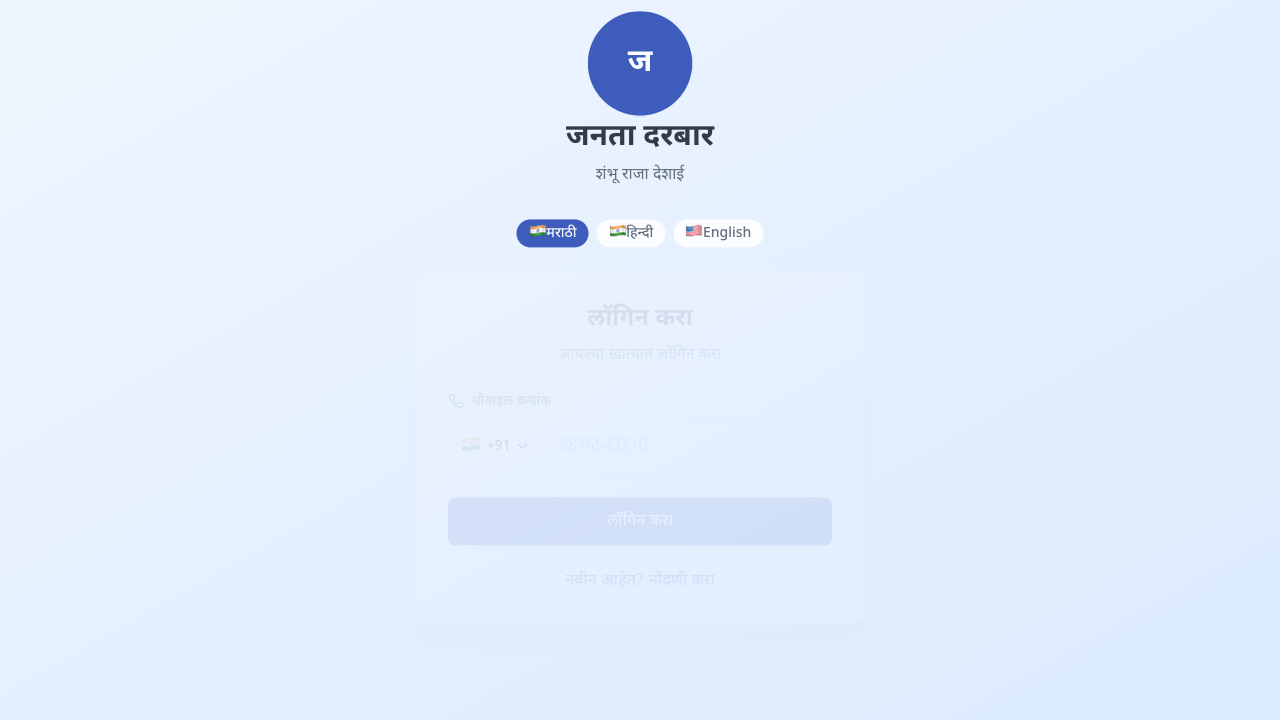 ज
जनता दरबार
शंभू राजा देशाई
मराठी हिन्दी English
लॉगिन करा
आपल्या खात्यात लॉगिन करा
मोबाइल क्रमांक
+91 9876543210
लॉगिन करा
नवीन आहेत? नोंदणी करा